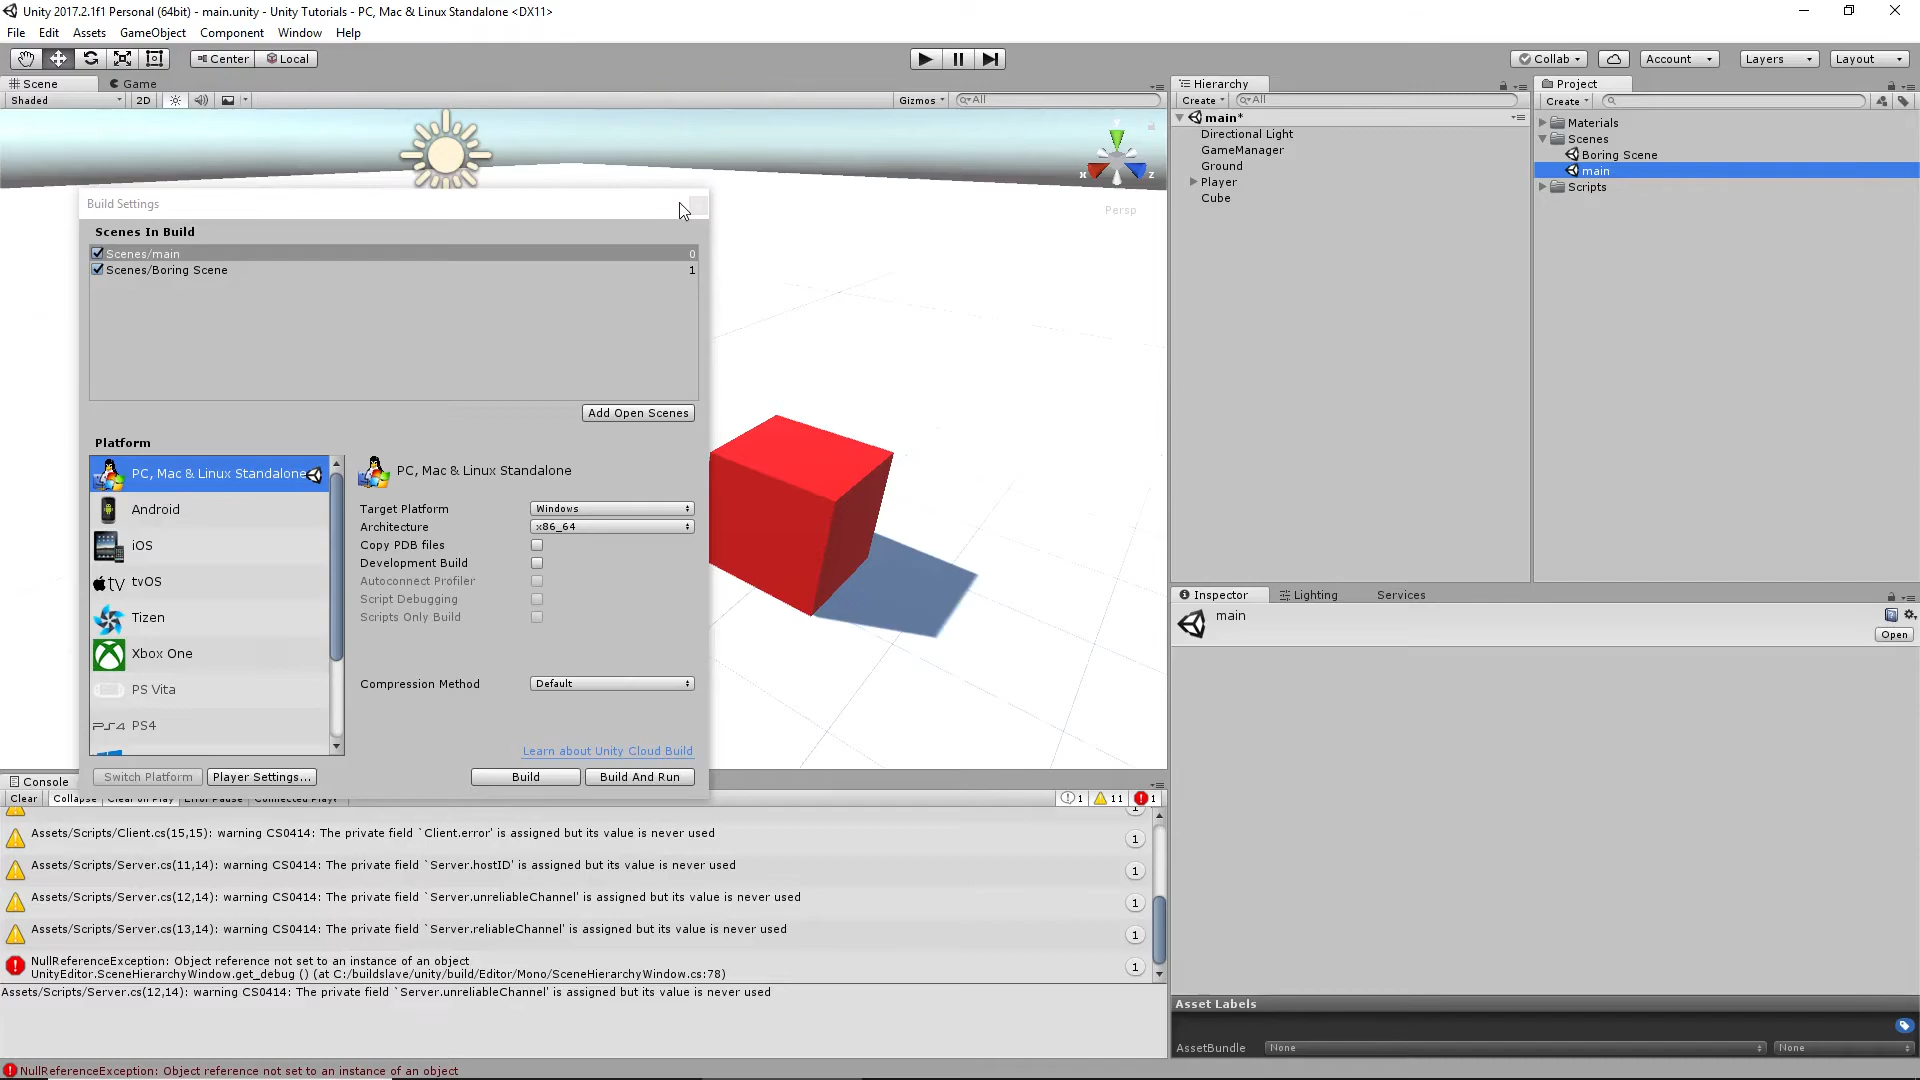 Unity 2017.2.1f1 Personal (64bit) - main.unity - Unity Tutorials - PC, Mac & Linux Standalone <DX11>
File Edit Assets GameObject Component Window Help
Center Local Collab Account Layers Layout
Scene Game
Shaded 2D Gizmos All
Persp
x z
Build Settings
Scenes In Build
Scenes/main 0
Scenes/Boring Scene 1
Add Open Scenes
Platform
PC, Mac & Linux Standalone
Android
iOS
tv tvOS
Tizen
Xbox One
PS Vita
PS4 PS4
PC, Mac & Linux Standalone
Target Platform Windows
Architecture x86_64
Copy PDB files
Development Build
Autoconnect Profiler
Script Debugging
Scripts Only Build
Compression Method Default
Learn about Unity Cloud Build
Switch Platform Player Settings... Build Build And Run
Hierarchy
Create All
main*
Directional Light
GameManager
Ground
Player
Cube
Project
Create
Materials
Scenes
Boring Scene
main
Scripts
Inspector Lighting Services
main
Open
Asset Labels
AssetBundle None None
Console
Clear Collapse Clear on Play Error Pause 1 11 1
1
Assets/Scripts/Client.cs(15,15): warning CS0414: The private field `Client.error' is assigned but its value is never used 1
Assets/Scripts/Server.cs(11,14): warning CS0414: The private field `Server.hostID' is assigned but its value is never used 1
Assets/Scripts/Server.cs(12,14): warning CS0414: The private field `Server.unreliableChannel' is assigned but its value is never used 1
Assets/Scripts/Server.cs(13,14): warning CS0414: The private field `Server.reliableChannel' is assigned but its value is never used 1
NullReferenceException: Object reference not set to an instance of an object
UnityEditor.SceneHierarchyWindow.get_debug () (at C:/buildslave/unity/build/Editor/Mono/SceneHierarchyWindow.cs:78) 1
Assets/Scripts/Server.cs(12,14): warning CS0414: The private field `Server.unreliableChannel' is assigned but its value is never used
NullReferenceException: Object reference not set to an instance of an object